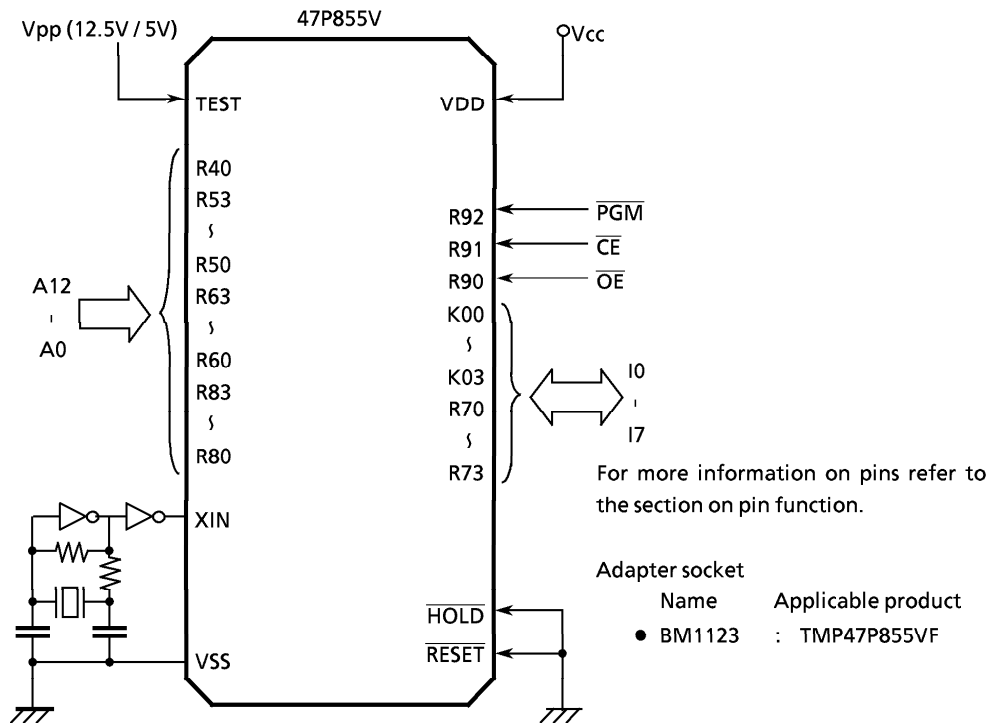 47P855V
Vpp (12.5V / 5V)
Vcc
TEST
VDD
R40
R53
~
R50
R63
~
R60
R83
~
R80
A12
-
A0
R92
PGM
R91
CE
R90
OE
K00
~
K03
R70
~
R73
I0
-
I7
For more information on pins refer to
the section on pin function.
XIN
Adapter socket
Name Applicable product
● BM1123 : TMP47P855VF
HOLD
RESET
VSS